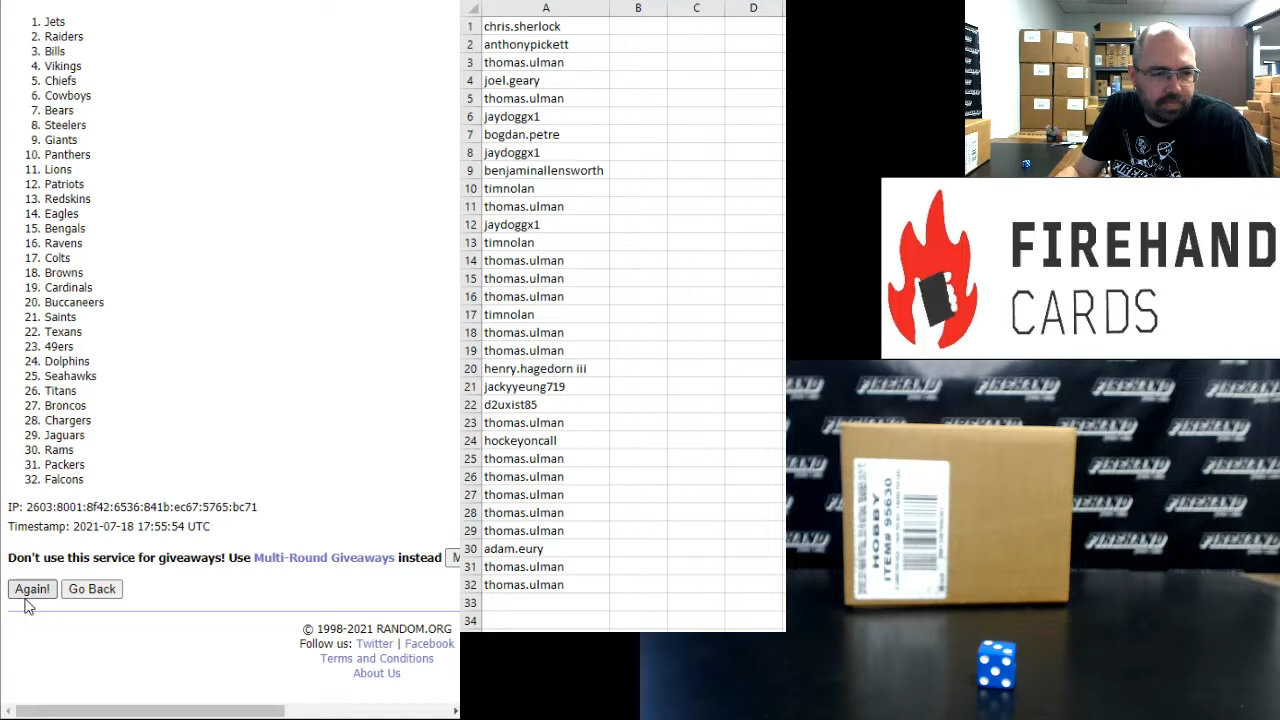 1. Jets
2. Raiders
3. Bills
4. Vikings
5. Chiefs
6. Cowboys
7. Bears
8. Steelers
9. Giants
10. Panthers
11. Lions
12. Patriots
13. Redskins
14. Eagles
15. Bengals
16. Ravens
17. Colts
18. Browns
19. Cardinals
20. Buccaneers
21. Saints
22. Texans
23. 49ers
24. Dolphins
25. Seahawks
26. Titans
27. Broncos
28. Chargers
29. Jaguars
30. Rams
31. Packers
32. Falcons
IP: 2603:8001:8f42:6536:841b:ec67:5765:bc71
Timestamp: 2021-07-18 17:55:54 UTC
Don't use this service for giveaways! Use Multi-Round Giveaways instead
Again! Go Back
© 1998-2021 RANDOM.ORG
Follow us: Twitter | Facebook
Terms and Conditions
About Us
A B C D
1 chris.sherlock
2 anthonypickett
3 thomas.ulman
4 joel.geary
5 thomas.ulman
6 jaydoggx1
7 bogdan.petre
8 jaydoggx1
9 benjaminallensworth
10 timnolan
11 thomas.ulman
12 jaydoggx1
13 timnolan
14 thomas.ulman
15 thomas.ulman
16 thomas.ulman
17 timnolan
18 thomas.ulman
19 thomas.ulman
20 henry.hagedorn iii
21 jackyyeung719
22 d2uxist85
23 thomas.ulman
24 hockeyoncall
25 thomas.ulman
26 thomas.ulman
27 thomas.ulman
28 thomas.ulman
29 thomas.ulman
30 adam.eury
31 thomas.ulman
32 thomas.ulman
33
34
FIREHAND
FIREHAND
CARDS
FIREHAND
HOBBY
ITEM# 95630